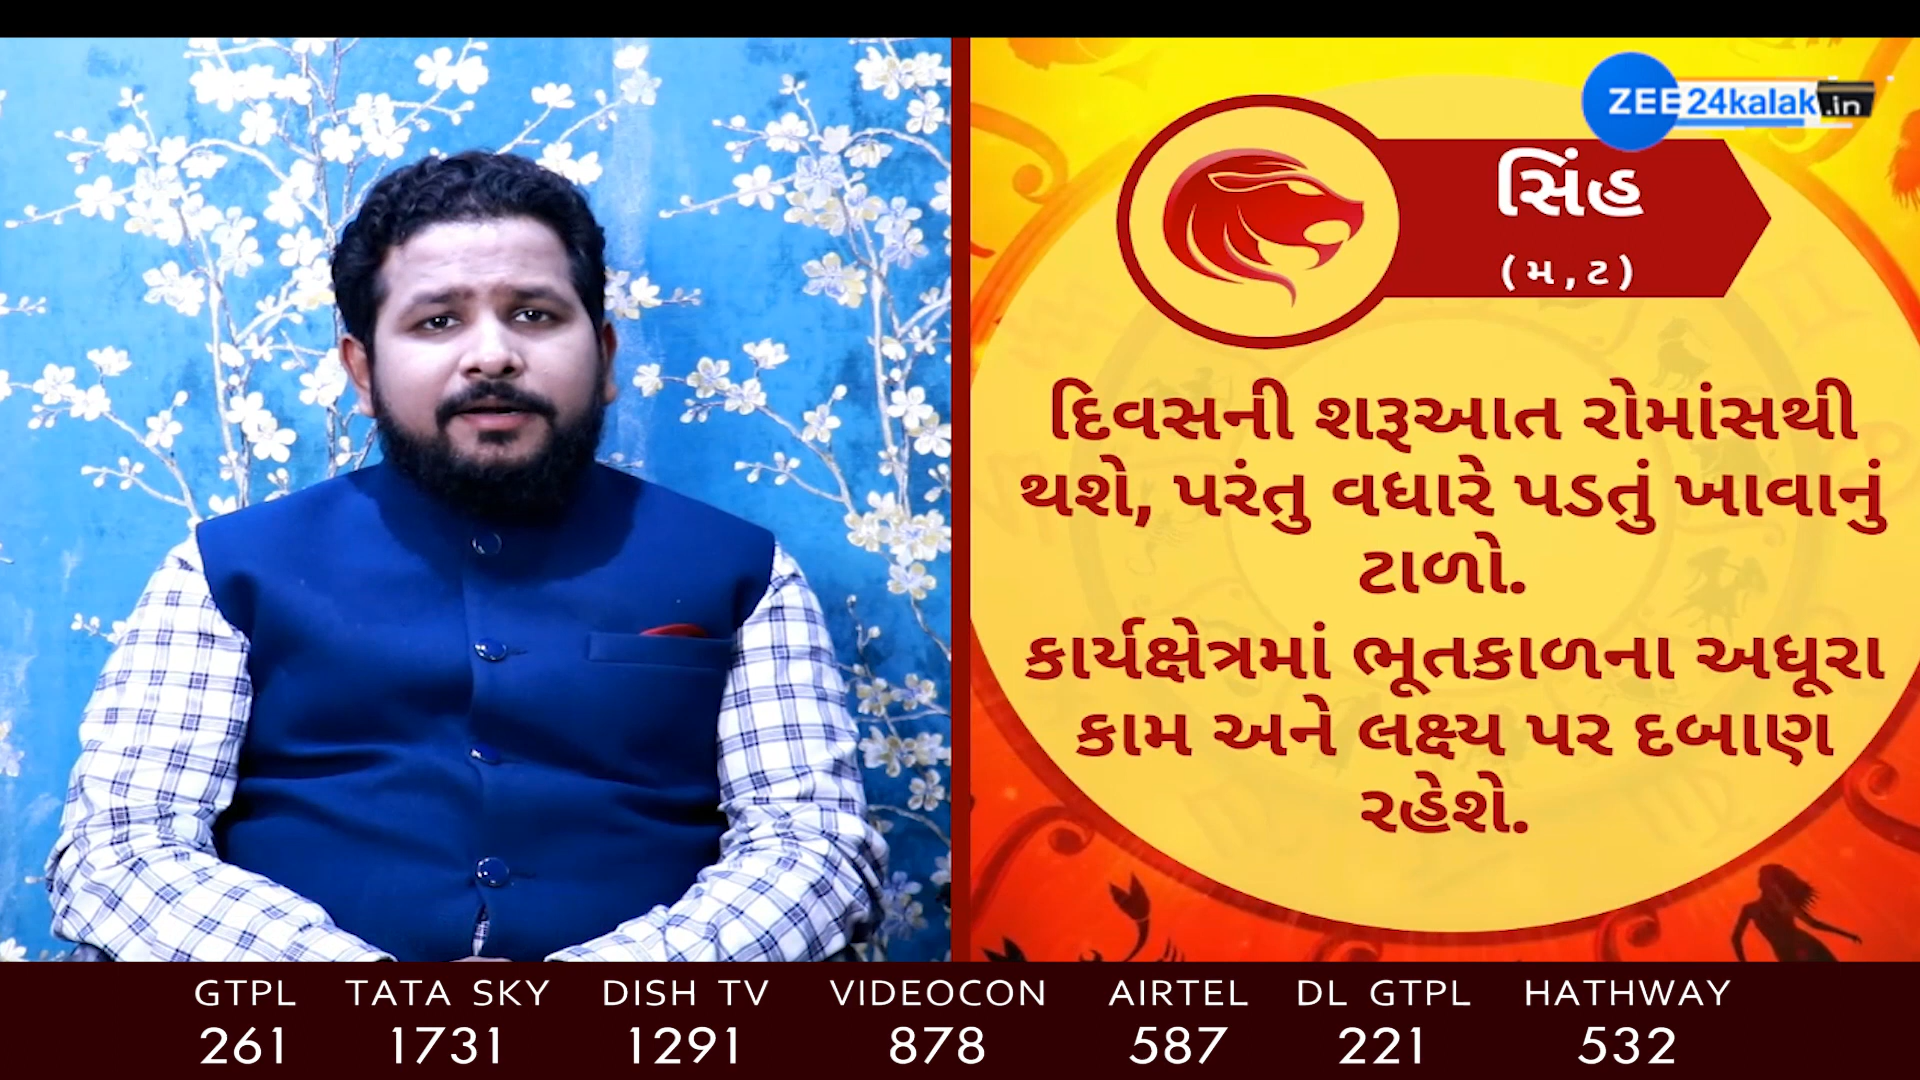 ZEE 24kalak.in
સિંહ
(મ,ટ)
દિવસની શરૂઆત રોમાંસથી
થશે, પરંતુ વધારે પડતું ખાવાનું
ટાળો.
કાર્યક્ષેત્રમાં ભૂતકાળના અધૂરા
કામ અને લક્ષ્ય પર દબાણ
રહેશે.
GTPL TATA SKY DISH TV VIDEOCON AIRTEL DL GTPL HATHWAY
261 1731 1291 878 587 221 532